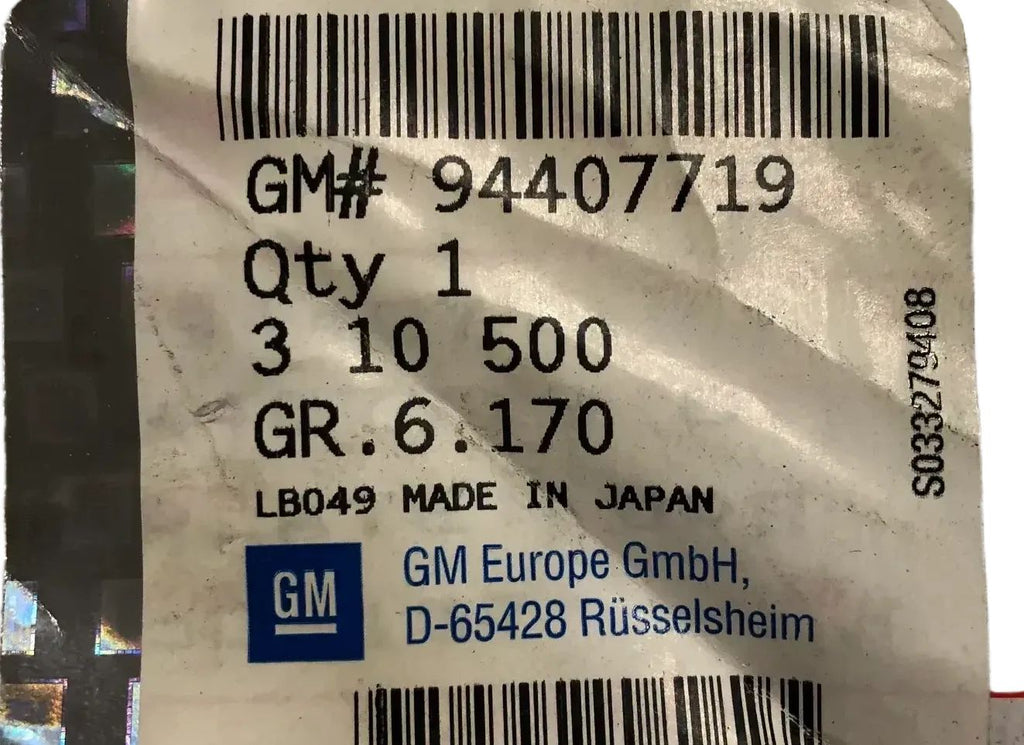 GM# 94407719
Qty 1
3 10 500
GR.6.170
LB049 MADE IN JAPAN
GM
GM Europe GmbH,
D-65428 Rüsselsheim
S033279408